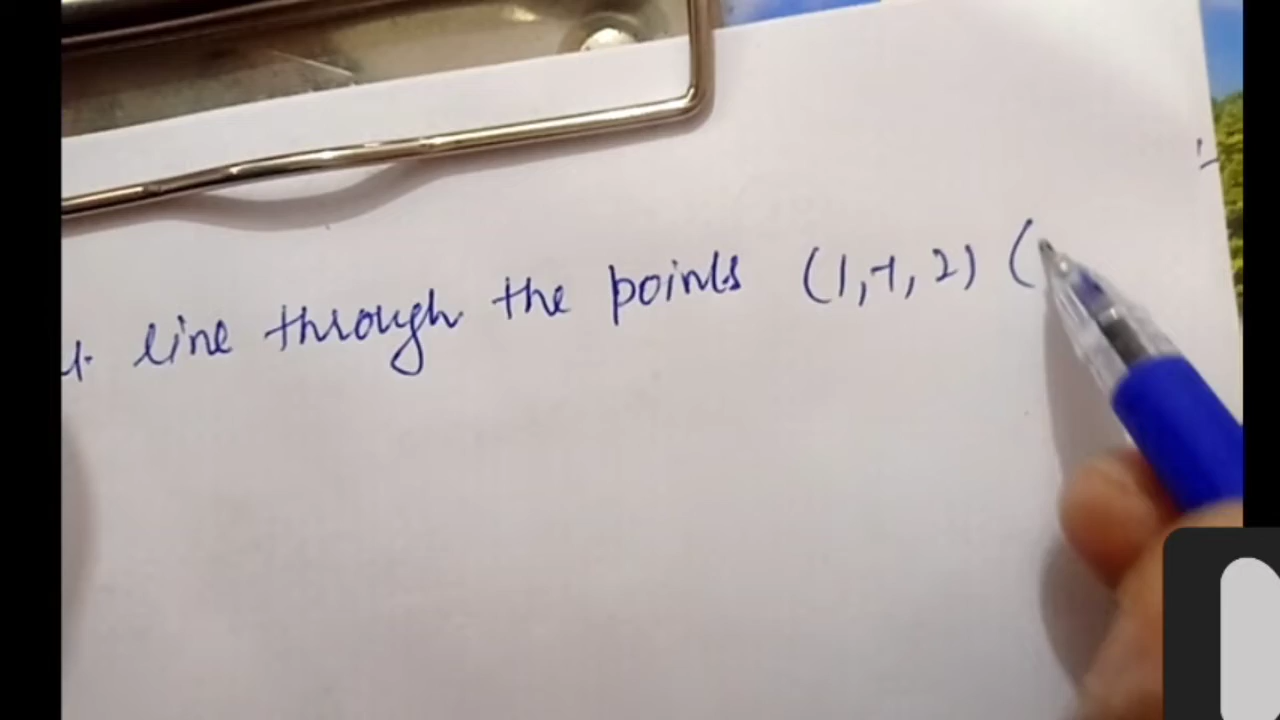 line through the points (1,-1, 2) (